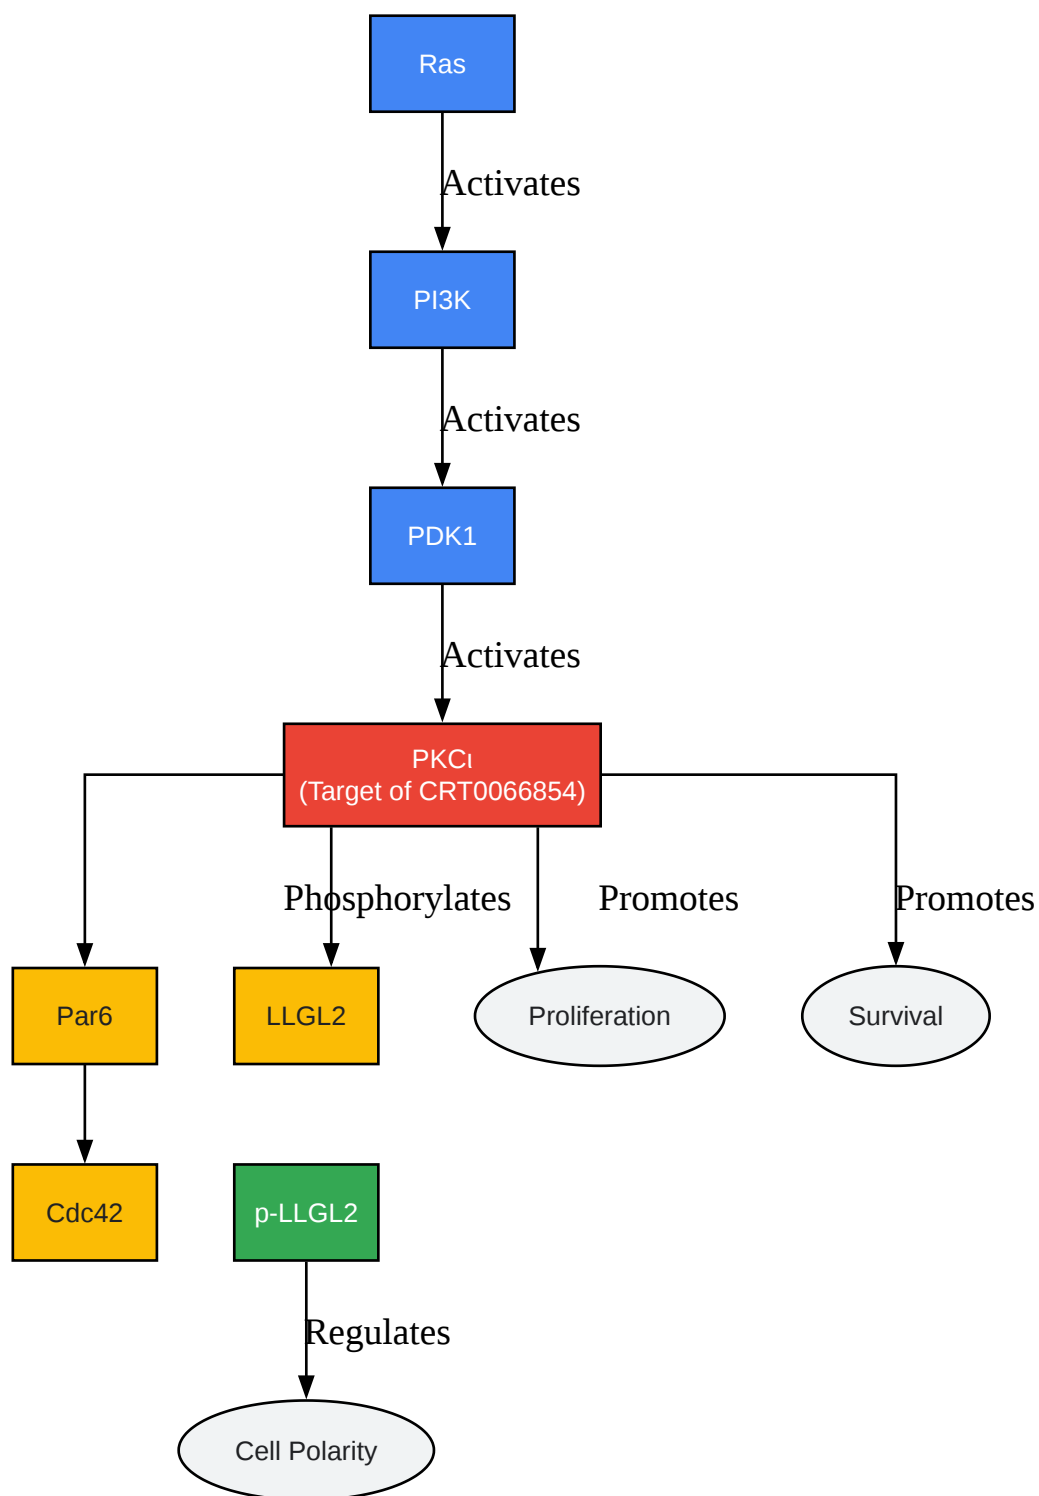 Ras
Activates
PI3K
Activates
PDK1
Activates
PKCι
(Target of CRT0066854)
Phosphorylates
Promotes
Promotes
Par6
LLGL2
Proliferation
Survival
Cdc42
p-LLGL2
Regulates
Cell Polarity